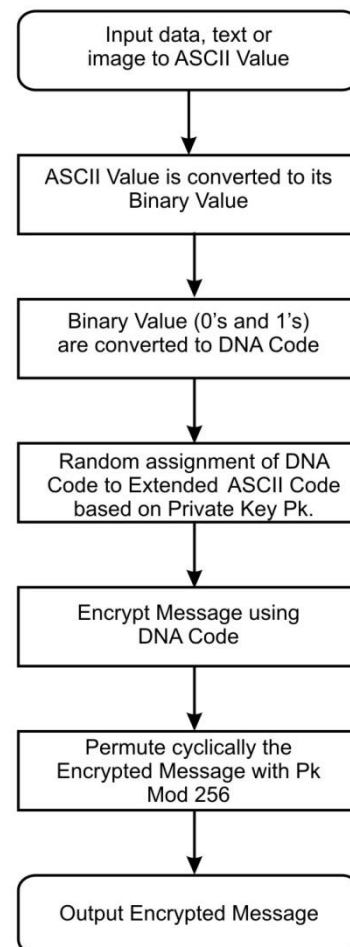 Input data, text or
image to ASCII Value
ASCII Value is converted to its
Binary Value
Binary Value (0's and 1's)
are converted to DNA Code
Random assignment of DNA
Code to Extended ASCII Code
based on Private Key Pk.
Encrypt Message using
DNA Code
Permute cyclically the
Encrypted Message with Pk
Mod 256
Output Encrypted Message